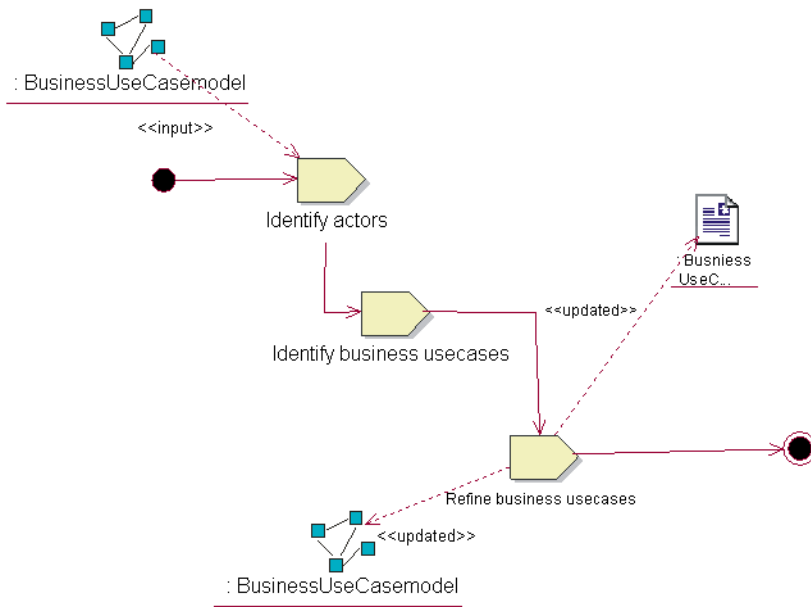 : BusinessUseCasemodel
<<input>>
Identify actors
: Busniess
UseC...
<<updated>>
Identify business usecases
Refine business usecases
<<updated>>
: BusinessUseCasemodel